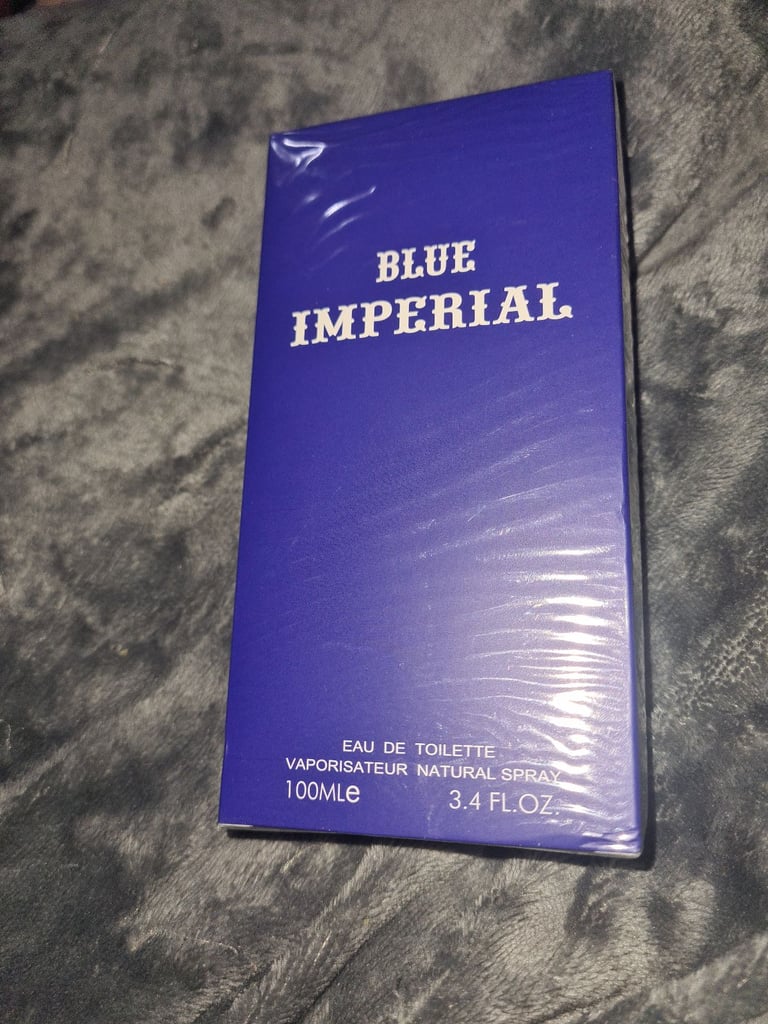 BLUE
IMPERIAL
EAU DE TOILETTE
VAPORISATEUR NATURAL SPRAY
100MLe 3.4 FL.OZ.